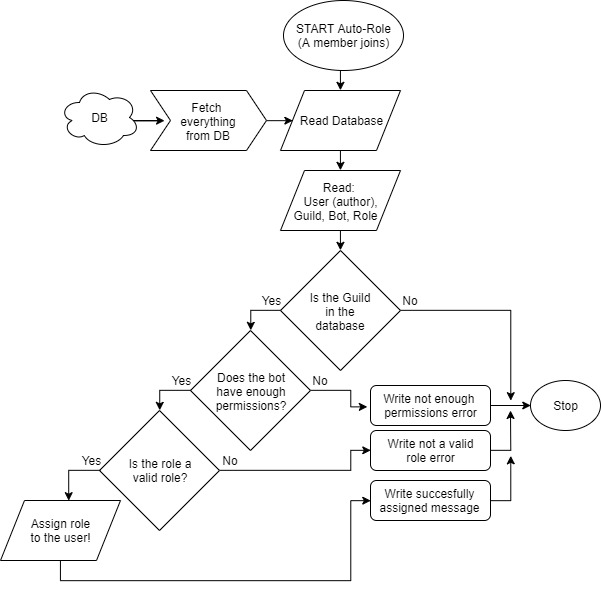 START Auto-Role
(A member joins)
DB
Fetch
everything
from DB
Read Database
Read:
User (author),
Guild, Bot, Role
Is the Guild
in the
database
Yes
No
Does the bot
have enough
permissions?
Yes
No
Write not enough
permissions error
Stop
Is the role a
valid role?
Yes
No
Write not a valid
role error
Write succesfully
assigned message
Assign role
to the user!